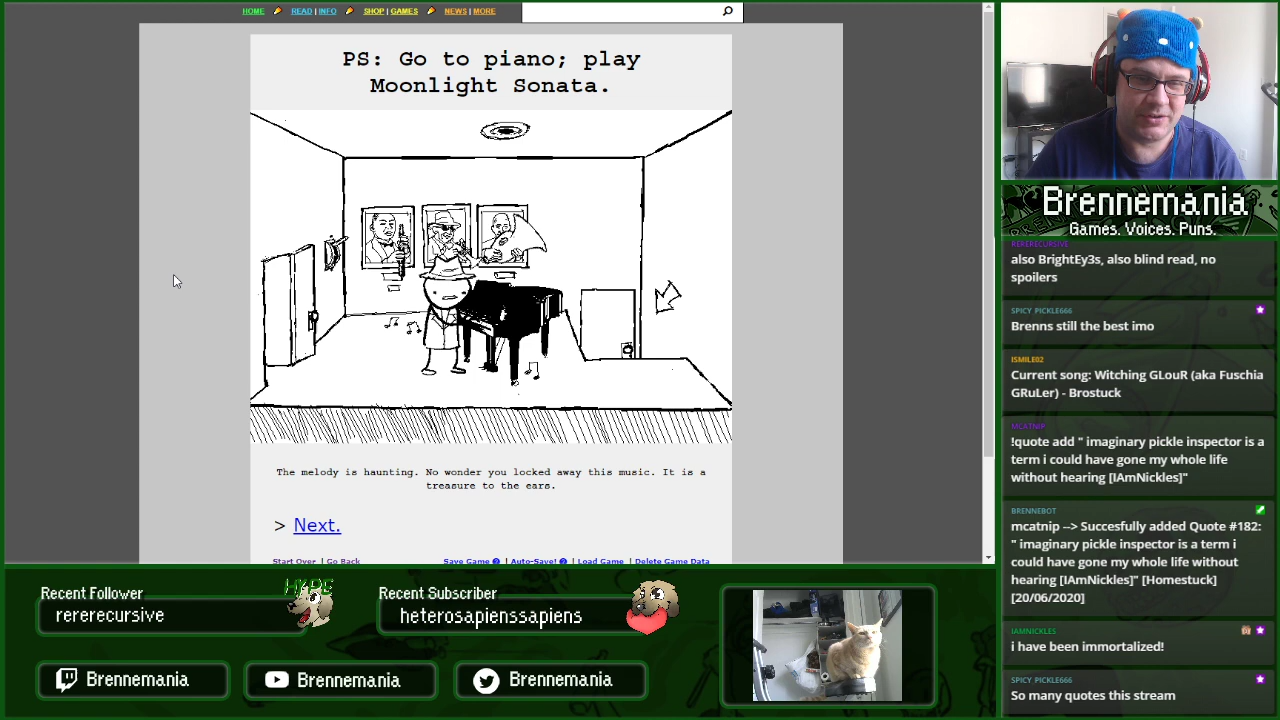 HOME READ | INFO SHOP | GAMES NEWS | MORE
PS: Go to piano; play
Moonlight Sonata.
The melody is haunting. No wonder you locked away this music. It is a
treasure to the ears.
> Next.
Start Over | Go Back Save Game | Auto-Save! | Load Game | Delete Game Data
Brennemania
Games. Voices. Puns.
RERERECURSIVE
also BrightEy3s, also blind read, no
spoilers
SPICY PICKLE666
Brenns still the best imo
ISMILE02
Current song: Witching GLouR (aka Fuschia
GRuLer) - Brostuck
MCATNIP
!quote add " imaginary pickle inspector is a
term i could have gone my whole life
without hearing [IAmNickles]"
BRENNEBOT
mcatnip --> Succesfully added Quote #182:
" imaginary pickle inspector is a term i
could have gone my whole life without
hearing [IAmNickles]" [Homestuck]
[20/06/2020]
IAMNICKLES
i have been immortalized!
SPICY PICKLE666
So many quotes this stream
Recent Follower
HYPE
rererecursive
Recent Subscriber
heterosapienssapiens
Brennemania
Brennemania
Brennemania